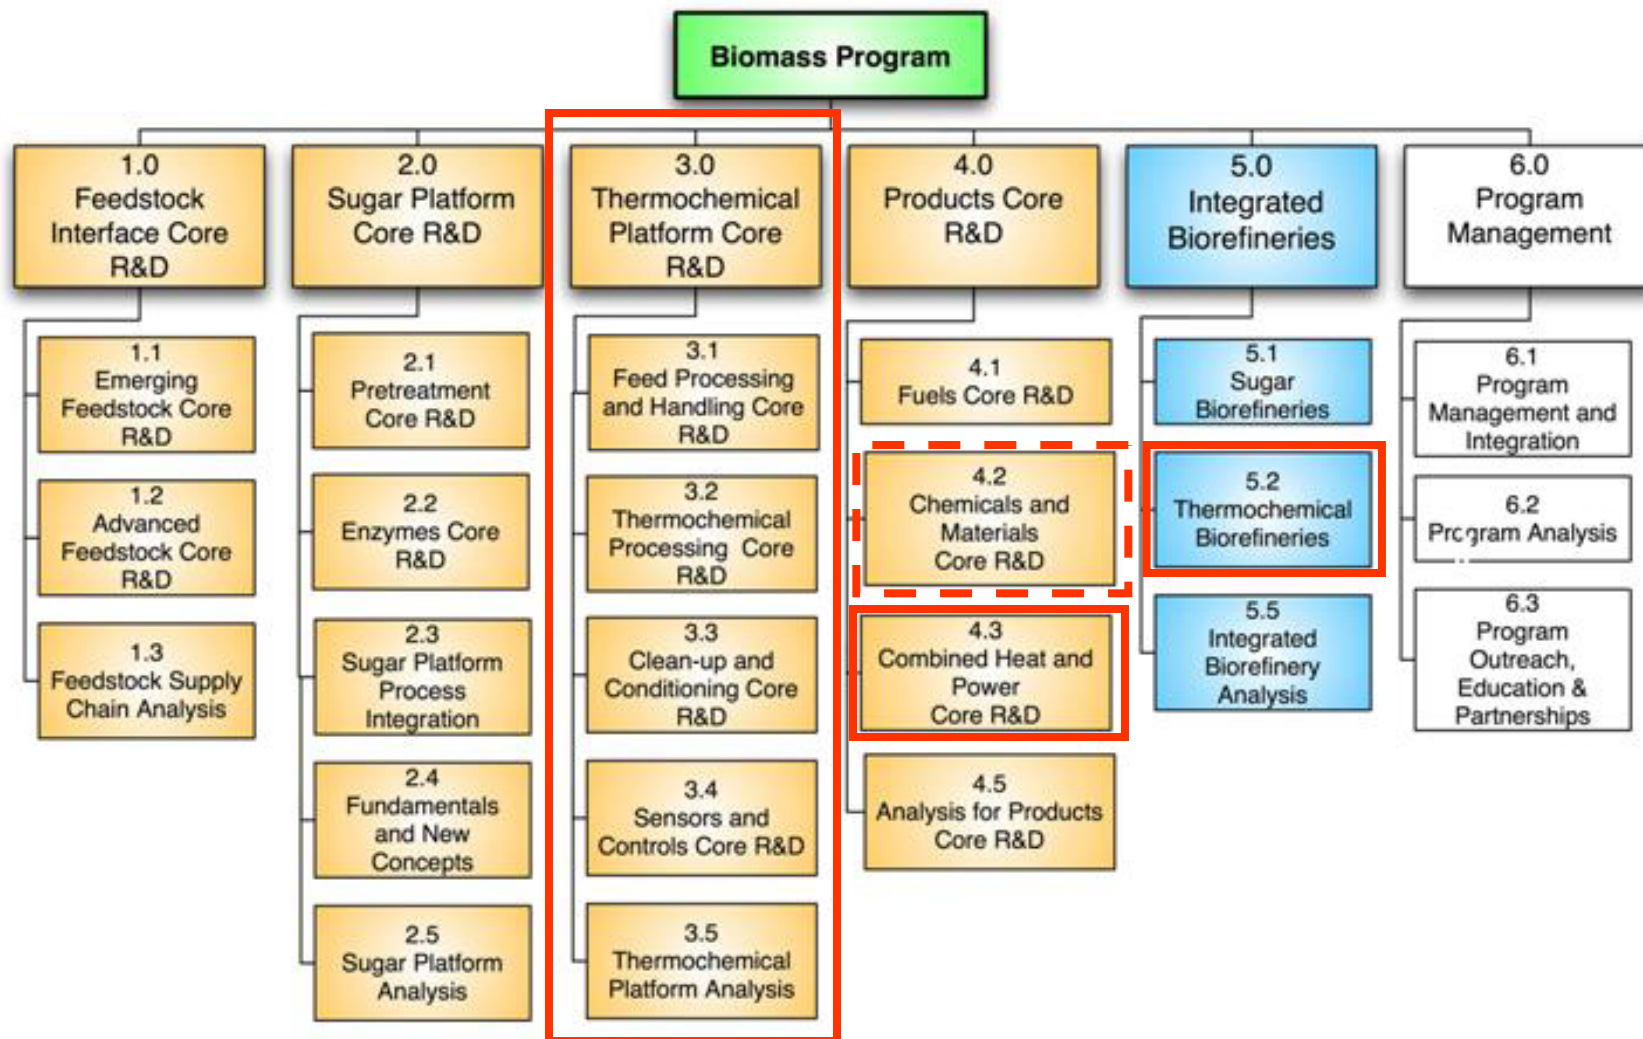 Biomass Program
1.0
Feedstock
Interface Core
R&D
2.0
Sugar Platform
Core R&D
3.0
Thermochemical
Platform Core
R&D
4.0
Products Core
R&D
5.0
Integrated
Biorefineries
6.0
Program
Management
1.1
Emerging
Feedstock Core
R&D
1.2
Advanced
Feedstock Core
R&D
1.3
Feedstock Supply
Chain Analysis
2.1
Pretreatment
Core R&D
2.2
Enzymes Core
R&D
2.3
Sugar Platform
Process
Integration
2.4
Fundamentals
and New
Concepts
2.5
Sugar Platform
Analysis
3.1
Feed Processing
and Handling Core
R&D
3.2
Thermochemical
Processing Core
R&D
3.3
Clean-up and
Conditioning Core
R&D
3.4
Sensors and
Controls Core R&D
3.5
Thermochemical
Platform Analysis
4.1
Fuels Core R&D
4.2
Chemicals and
Materials
Core R&D
4.3
Combined Heat and
Power
Core R&D
4.5
Analysis for Products
Core R&D
5.1
Sugar
Biorefineries
5.2
Thermochemical
Biorefineries
5.5
Integrated
Biorefinery
Analysis
6.1
Program
Management and
Integration
6.2
Program Analysis
6.3
Program
Outreach,
Education &
Partnerships